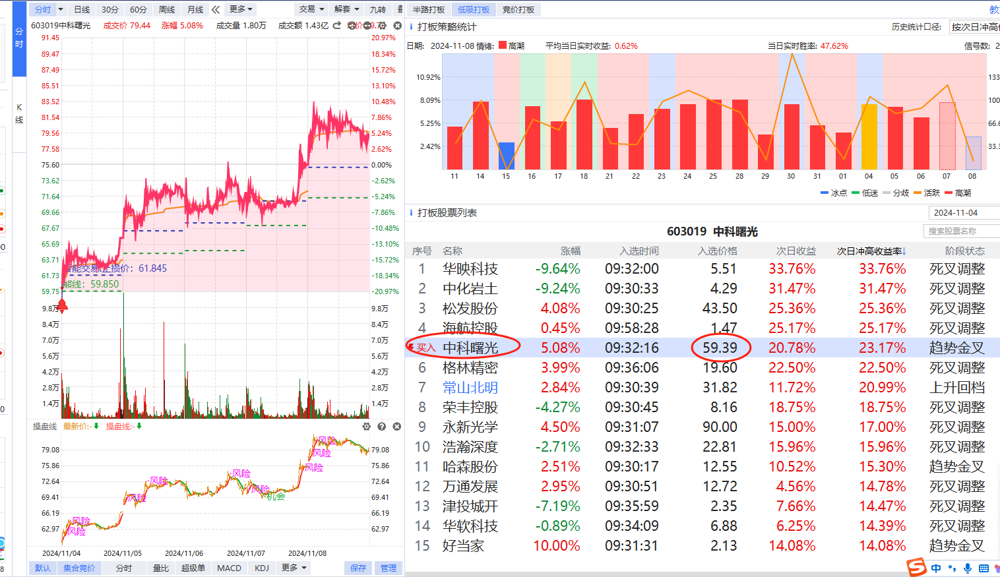 分时 日线 30分 60分 周线 月线 更多 交易 解套 九转
半路打板 低吸打板 竞价打板
分时
K线
603019中科曙光 成交价 79.44 涨幅 5.08% 成交量 1.80万 成交额 1.43亿
91.45 20.97%
89.47 18.34%
87.49 15.72%
85.51 13.10%
83.52 10.48%
81.54 7.86%
79.56 5.24%
77.58 2.62%
75.60 0.00%
73.62 -2.62%
71.64 -5.24%
69.66 -7.86%
67.67 -10.48%
65.69 -13.10%
63.71 -15.72%
智能交易.止损价：61.845
61.73 -18.34%
熊线：59.850
59.75 -20.97%
9.8万 9.8万
8.4万 8.4万
7.0万 7.0万
5.6万 5.6万
4.2万 4.2万
2.8万 2.8万
1.4万 1.4万
操盘线 最新价:- 操盘线:-
79.08 79.08
75.86 75.86
72.64 72.64
69.41 69.41
66.19 66.19
62.97 62.97
风险
风险
风险
风险
风险
风险
机会
风险
风险
风险
2024/11/04 2024/11/05 2024/11/06 2024/11/07 2024/11/08
默认 集合竞价 分时 量比 超级单 MACD KDJ 更多 保存 管理
打板策略统计 历史统计口径: 按次日冲高
日期: 2024-11-08 情绪: 高潮 平均当日实时收益: 0.62% 当日实时胜率: 47.62% 信号数: 2
10.92% 133
8.09% 100
5.25% 66.6
2.42% 33.3
11 14 15 16 17 18 21 22 23 24 25 28 29 30 31 01 04 05 06 07 08
冰点 低迷 分歧 活跃 高潮
打板股票列表 2024-11-04
603019 中科曙光 搜索股票名称
序号 名称 涨幅 入选时间 入选价格 次日收益 次日冲高收益率↓ 阶段状态
1 华映科技 -9.64% 09:32:00 5.51 33.76% 33.76% 死叉调整
2 中化岩土 -9.24% 09:30:33 4.29 31.47% 31.47% 死叉调整
3 松发股份 4.08% 09:30:25 43.50 25.36% 25.36% 死叉调整
4 海航控股 0.45% 09:58:28 1.47 25.17% 25.17% 死叉调整
买入 中科曙光 5.08% 09:32:16 59.39 20.78% 23.17% 趋势金叉
6 格林精密 3.99% 09:36:06 19.60 22.50% 22.50% 死叉调整
7 常山北明 2.84% 09:30:39 31.82 11.72% 20.99% 上升回档
8 荣丰控股 -4.27% 09:30:45 8.16 18.75% 18.75% 死叉调整
9 永新光学 4.50% 09:31:07 90.00 15.00% 17.00% 死叉调整
10 浩瀚深度 -2.71% 09:32:33 22.81 15.96% 15.96% 死叉调整
11 哈森股份 2.51% 09:30:17 12.55 10.52% 15.30% 趋势金叉
12 万通发展 2.95% 09:30:51 12.72 4.56% 14.78% 死叉调整
13 津投城开 -7.19% 09:35:59 2.35 7.66% 14.47% 死叉调整
14 华软科技 -0.89% 09:34:09 6.88 6.25% 14.39% 死叉调整
15 好当家 10.00% 09:31:31 2.13 14.08% 14.08% 趋势金叉
中